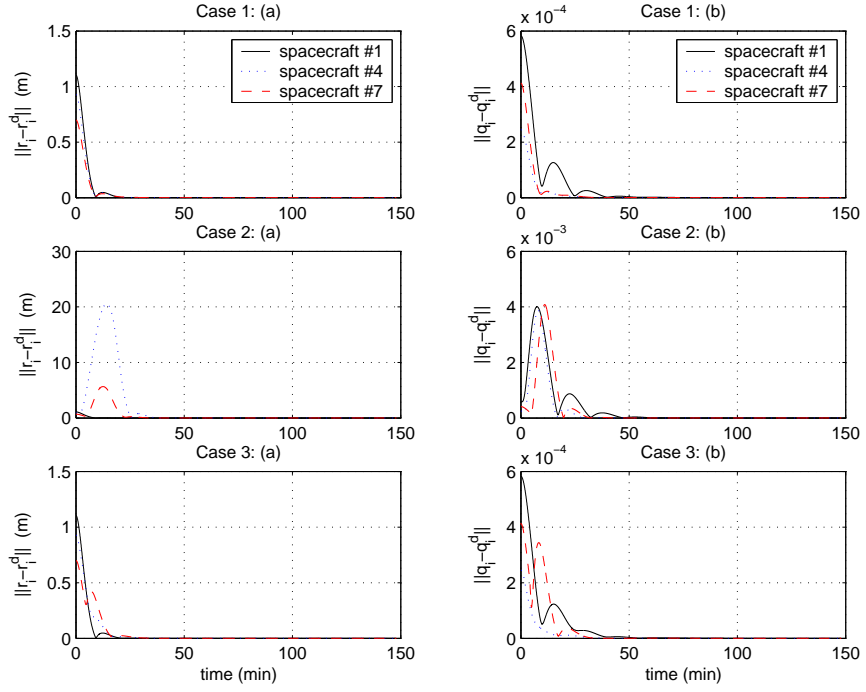 Case 1: (a)
1.5
1
0.5
0
||r_i–r_i^d|| (m)
spacecraft #1
spacecraft #4
spacecraft #7
0
50
100
150
Case 1: (b)
x 10^-4
6
4
2
0
||q_i–q_i^d||
spacecraft #1
spacecraft #4
spacecraft #7
0
50
100
150
Case 2: (a)
30
20
10
0
||r_i–r_i^d|| (m)
0
50
100
150
Case 2: (b)
x 10^-3
6
4
2
0
||q_i–q_i^d||
0
50
100
150
Case 3: (a)
1.5
1
0.5
0
||r_i–r_i^d|| (m)
0
50
100
150
time (min)
Case 3: (b)
x 10^-4
6
4
2
0
||q_i–q_i^d||
0
50
100
150
time (min)